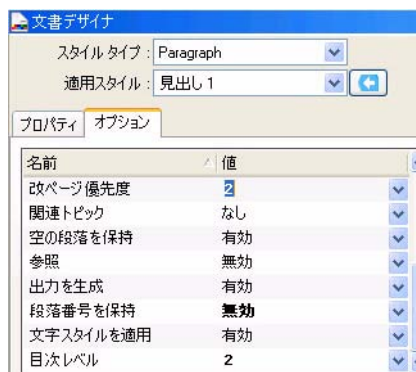 文書デザイナ
スタイル タイプ : Paragraph
適用スタイル : 見出し 1
プロパティ オプション
名前 値
改ページ優先度 2
関連トピック なし
空の段落を保持 有効
参照 無効
出力を生成 有効
段落番号を保持 無効
文字スタイルを適用 有効
目次レベル 2